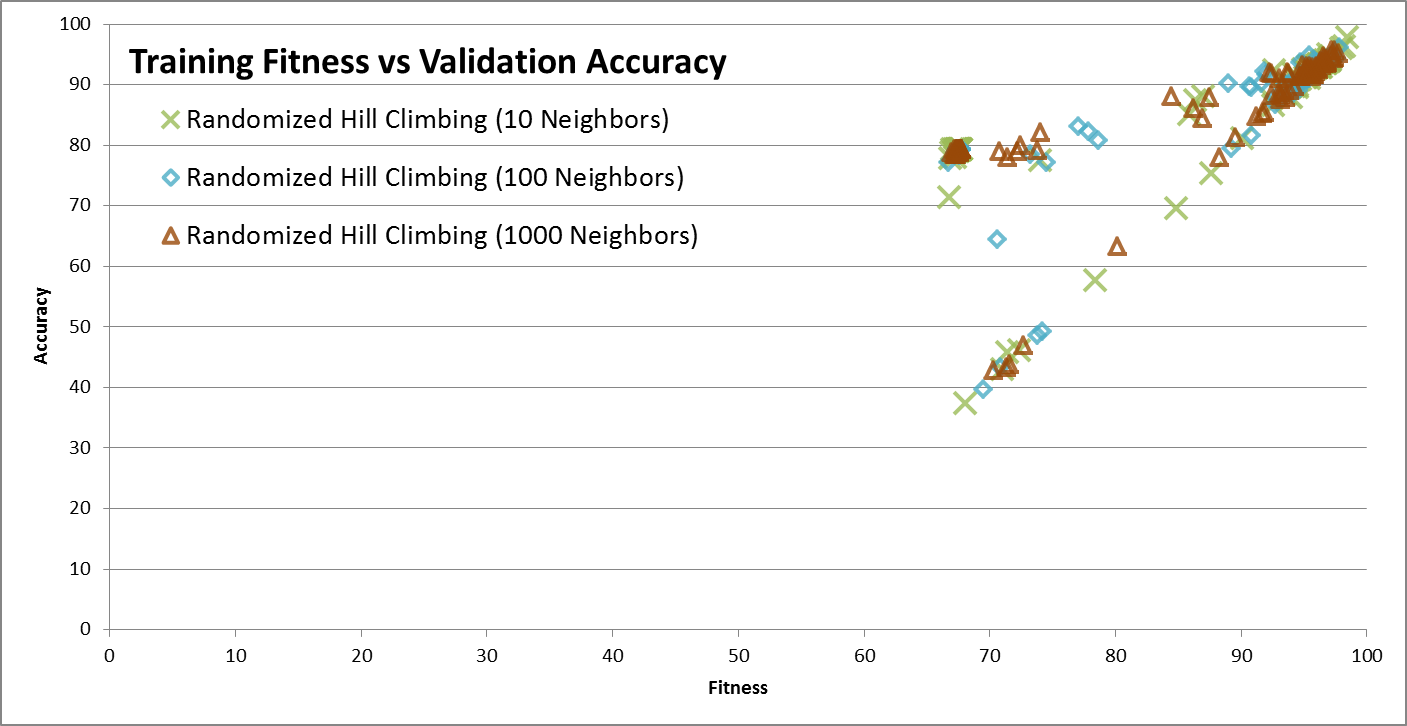 Training Fitness vs Validation Accuracy
Randomized Hill Climbing (10 Neighbors)
Randomized Hill Climbing (100 Neighbors)
Randomized Hill Climbing (1000 Neighbors)
Accuracy
100
90
80
70
60
50
40
30
20
10
0
0 10 20 30 40 50 60 70 80 90 100
Fitness